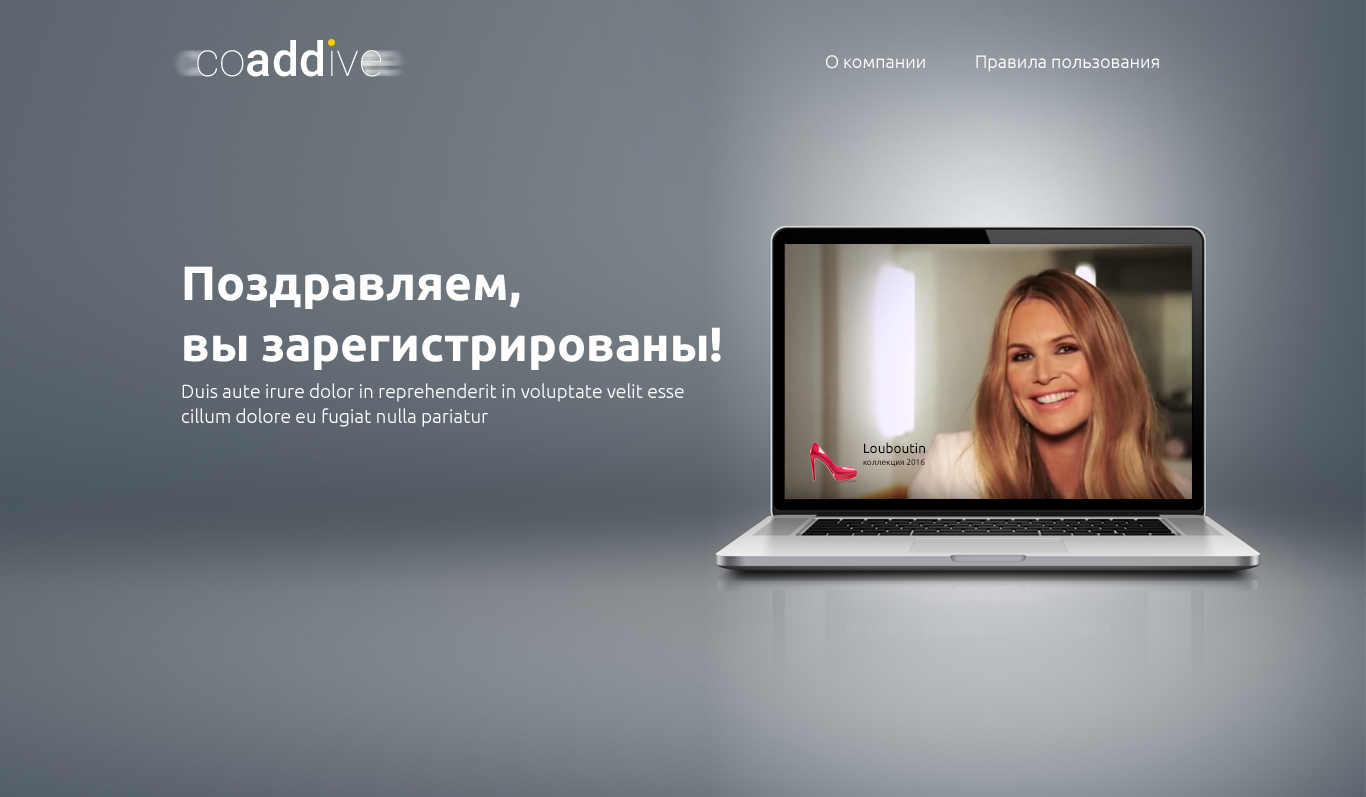 coaddive
О компании
Правила пользования
Поздравляем,
вы зарегистрированы!
Duis aute irure dolor in reprehenderit in voluptate velit esse
cillum dolore eu fugiat nulla pariatur
Louboutin
коллекция 2016